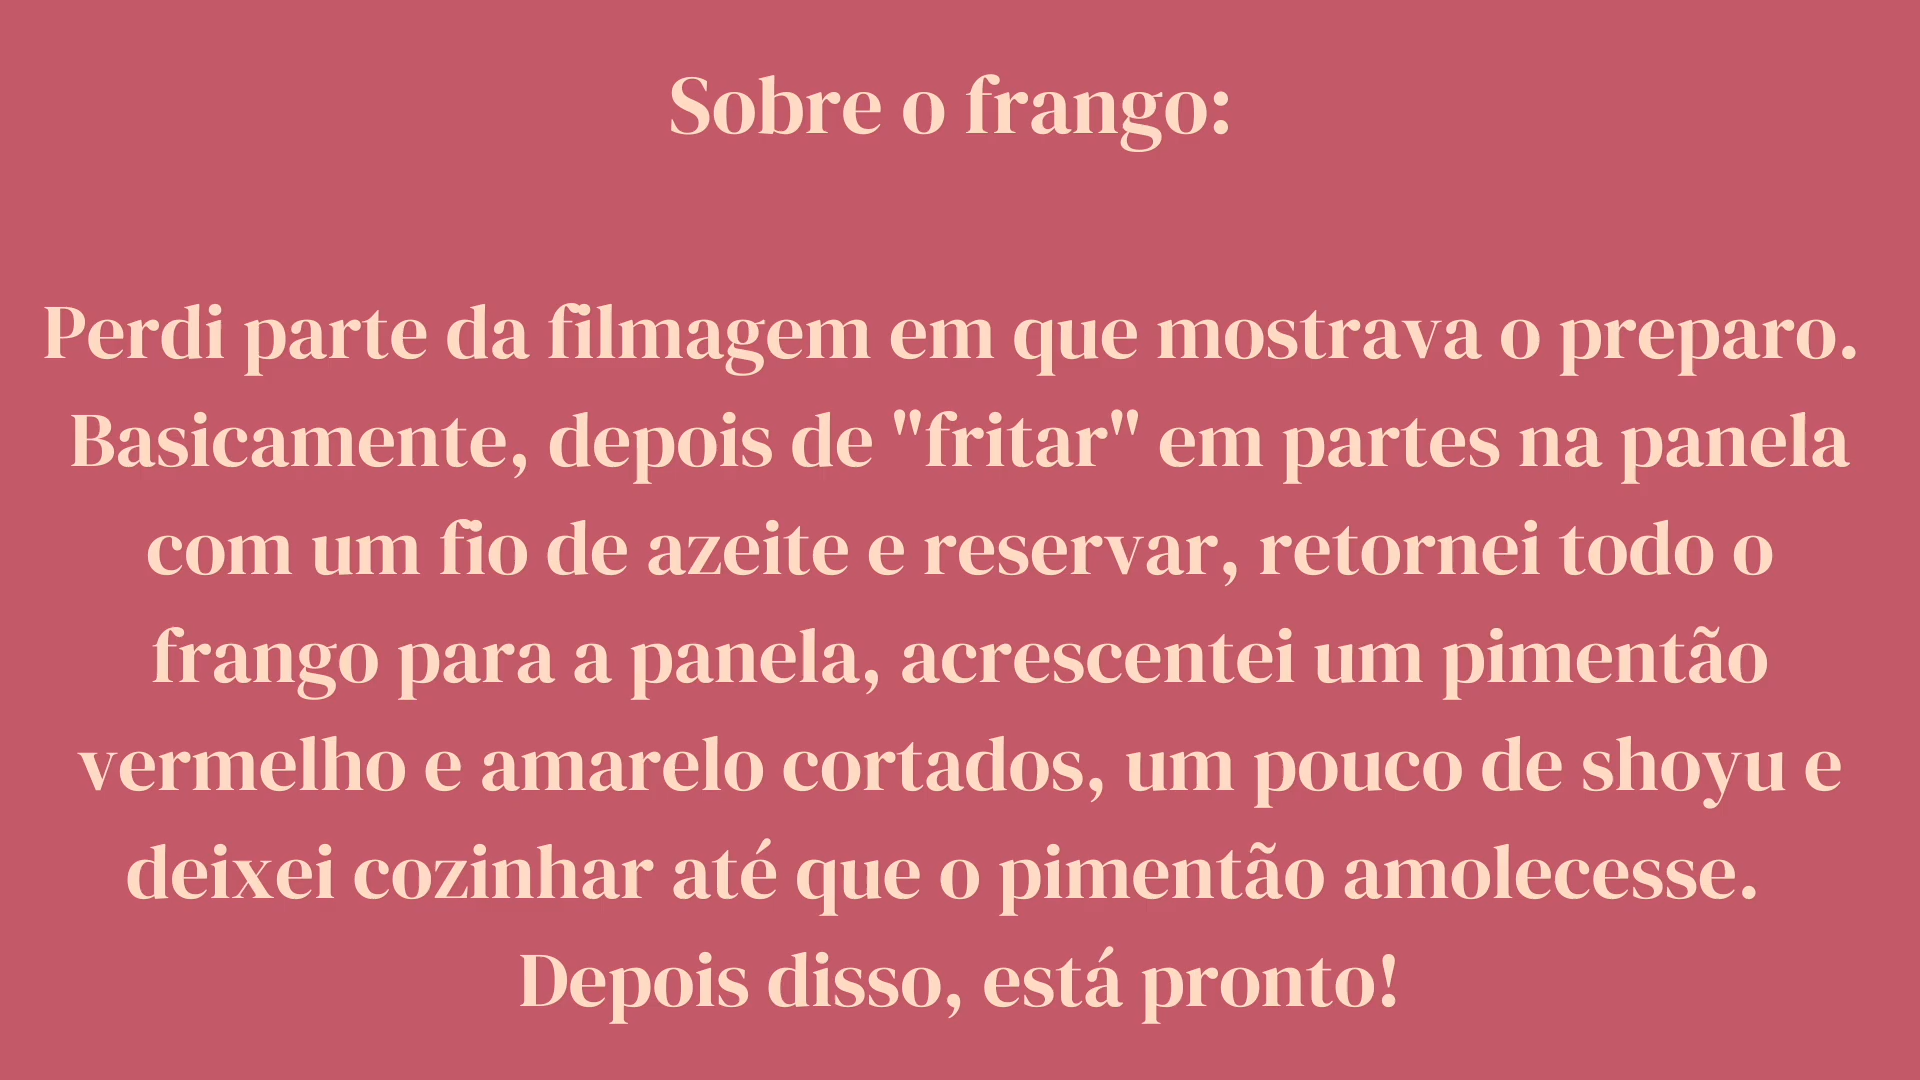 Sobre o frango:
Perdi parte da filmagem em que mostrava o preparo.
Basicamente, depois de "fritar" em partes na panela
com um fio de azeite e reservar, retornei todo o
frango para a panela, acrescentei um pimentão
vermelho e amarelo cortados, um pouco de shoyu e
deixei cozinhar até que o pimentão amolecesse.
Depois disso, está pronto!